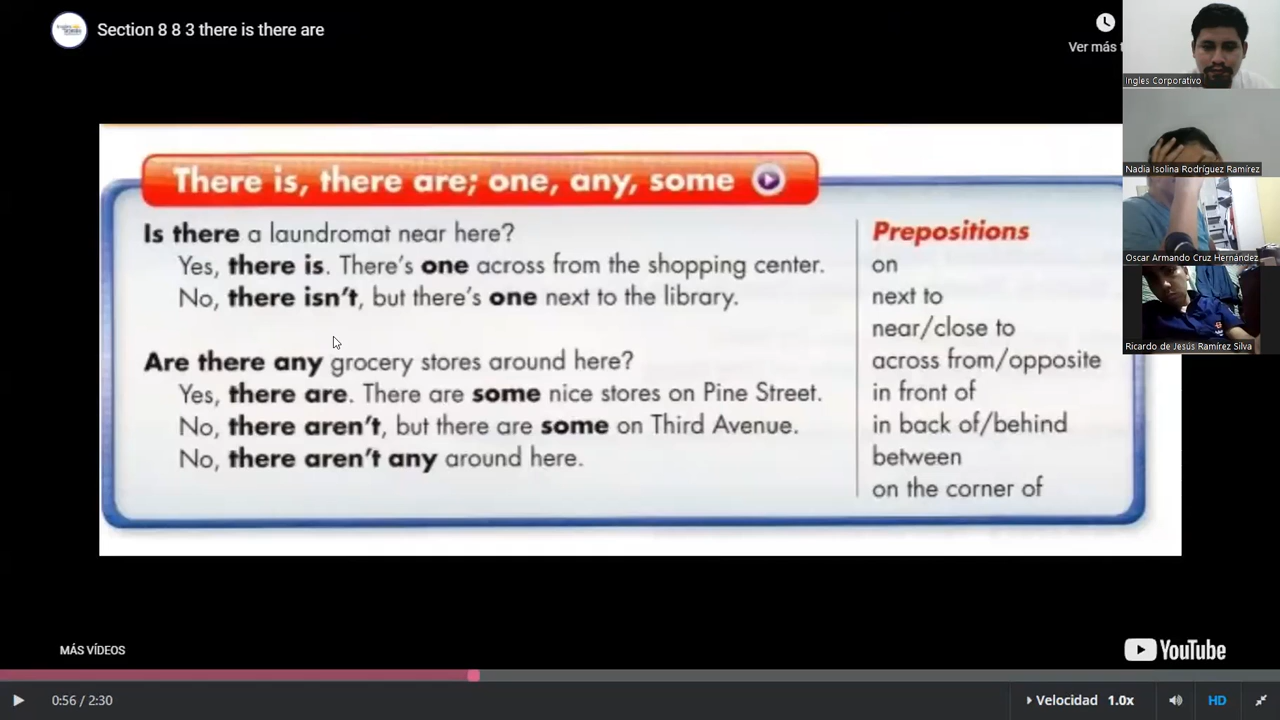 Section 8 8 3 there is there are
Ver más t
There is, there are; one, any, some
Is there a laundromat near here?
Yes, there is. There's one across from the shopping center.
No, there isn't, but there's one next to the library.
Are there any grocery stores around here?
Yes, there are. There are some nice stores on Pine Street.
No, there aren't, but there are some on Third Avenue.
No, there aren't any around here.
Prepositions
on
next to
near/close to
across from/opposite
in front of
in back of/behind
between
on the corner of
Ingles Corporativo
Nadia Isolina Rodríguez Ramírez
Oscar Armando Cruz Hernández
Ricardo de Jesús Ramírez Silva
MÁS VÍDEOS
YouTube
0:56 / 2:30
Velocidad 1.0x
HD